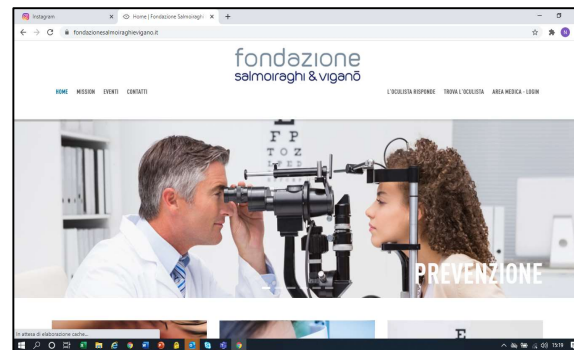 Instagram
Home | Fondazione Salmoiraghi
fondazionesalmoiraghievigano.it
fondazione
salmoiraghi & viganò
HOME MISSION EVENTI CONTATTI
L'OCULISTA RISPONDE TROVA L'OCULISTA AREA MEDICA - LOGIN
F P
T O Z
PREVENZIONE
E
In attesa di elaborazione cache...
15:19